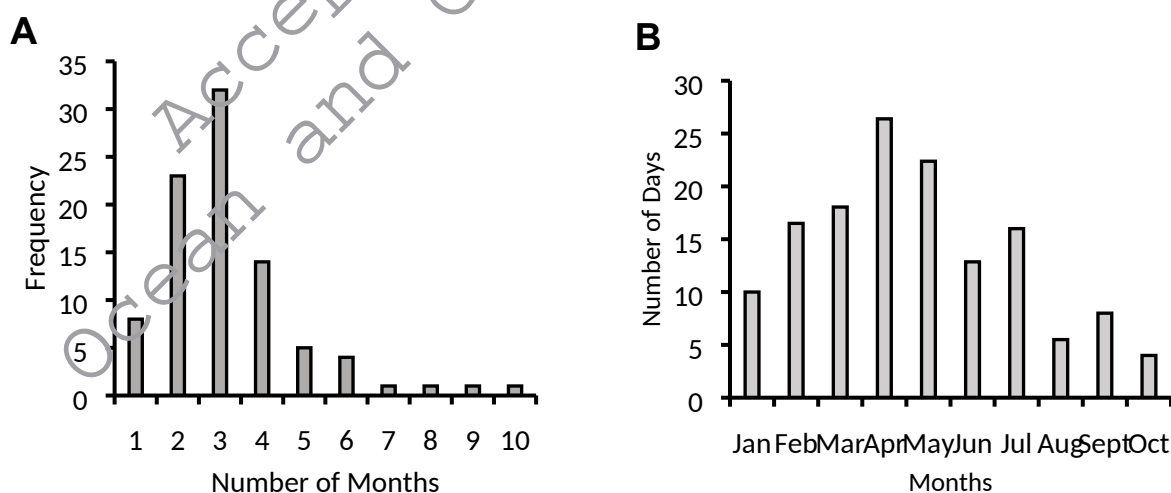 A
B
Accep
and
Ocean
35
30
25
20
15
10
5
0
Frequency
1 2 3 4 5 6 7 8 9 10
Number of Months
30
25
20
15
10
5
0
Number of Days
Jan Feb Mar Apr May Jun Jul Aug Sept Oct
Months